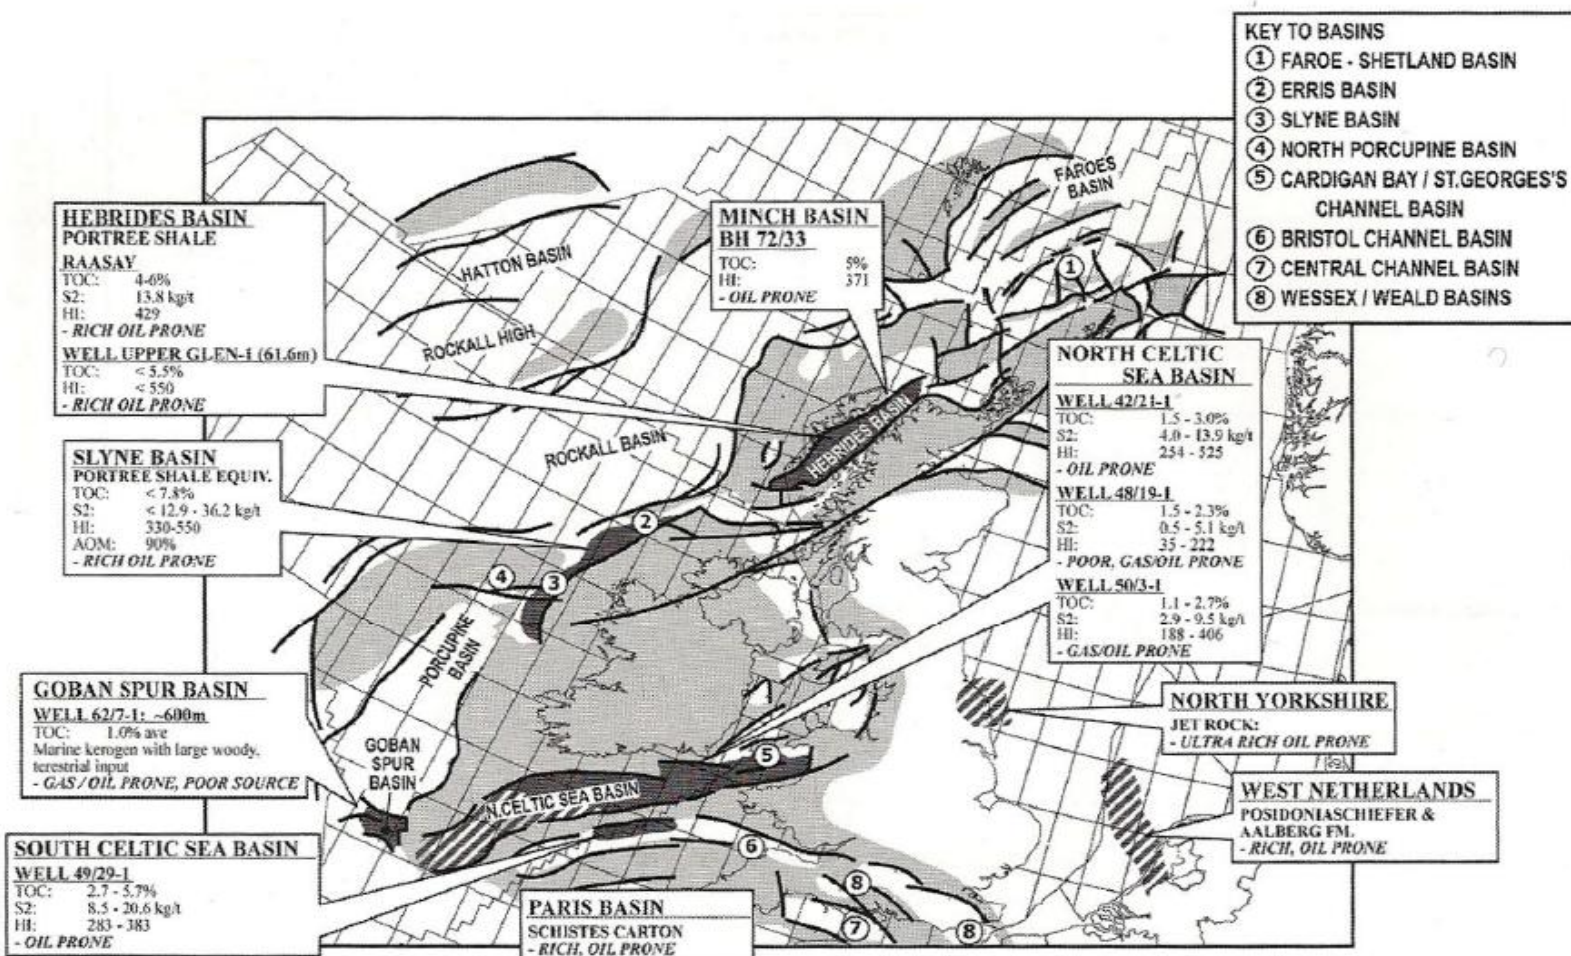 KEY TO BASINS
① FAROE - SHETLAND BASIN
② ERRIS BASIN
③ SLYNE BASIN
④ NORTH PORCUPINE BASIN
⑤ CARDIGAN BAY / ST.GEORGES'S
CHANNEL BASIN
⑥ BRISTOL CHANNEL BASIN
⑦ CENTRAL CHANNEL BASIN
⑧ WESSEX / WEALD BASINS
HEBRIDES BASIN
PORTREE SHALE
RAASAY
TOC: 4-6%
S2: 13.8 kg/t
HI: 429
- RICH OIL PRONE
WELL UPPER GLEN-1 (61.6m)
TOC: < 5.5%
HI: < 550
- RICH OIL PRONE
MINCH BASIN
BH 72/33
TOC: 5%
HI: 371
- OIL PRONE
SLYNE BASIN
PORTREE SHALE EQUIV.
TOC: < 7.8%
S2: < 12.9 - 36.2 kg/t
HI: 330-550
AOM: 90%
- RICH OIL PRONE
NORTH CELTIC
SEA BASIN
WELL 42/21-1
TOC: 1.5 - 3.0%
S2: 4.0 - 13.9 kg/t
HI: 254 - 525
- OIL PRONE
WELL 48/19-1
TOC: 1.5 - 2.3%
S2: 0.5 - 5.1 kg/t
HI: 35 - 222
- POOR, GAS/OIL PRONE
WELL 50/3-1
TOC: 1.1 - 2.7%
S2: 2.9 - 9.5 kg/t
HI: 188 - 406
- GAS/OIL PRONE
GOBAN SPUR BASIN
WELL 62/7-1: ~600m
TOC: 1.0% ave
Marine kerogen with large woody,
terestrial input
- GAS / OIL PRONE, POOR SOURCE
SOUTH CELTIC SEA BASIN
WELL 49/29-1
TOC: 2.7 - 5.7%
S2: 8.5 - 20.6 kg/t
HI: 283 - 383
- OIL PRONE
PARIS BASIN
SCHISTES CARTON
- RICH, OIL PRONE
NORTH YORKSHIRE
JET ROCK:
- ULTRA RICH OIL PRONE
WEST NETHERLANDS
POSIDONIASCHIEFER &
AALBERG FM.
- RICH, OIL PRONE
FAROES
BASIN
HATTON BASIN
ROCKALL HIGH
ROCKALL BASIN
HEBRIDES BASIN
PORCUPINE
BASIN
GOBAN
SPUR
BASIN
N.CELTIC SEA BASIN
①
②
③
④
⑤
⑥
⑧
⑦
⑧